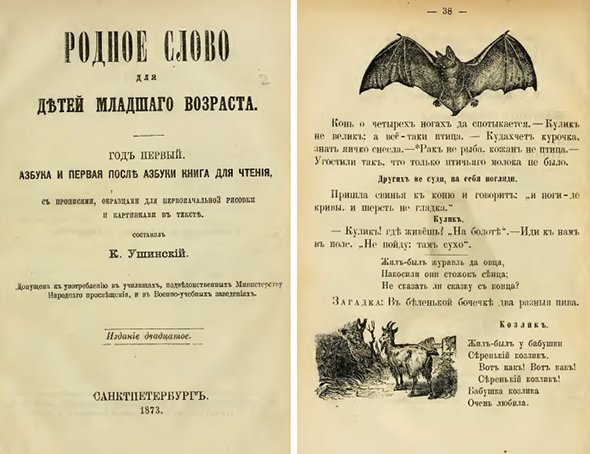 РОДНОЕ СЛОВО
ДЛЯ
ДѢТЕЙ МЛАДШАГО ВОЗРАСТА.
ГОДЪ ПЕРВЫЙ.
АЗБУКА И ПЕРВАЯ ПОСЛѢ АЗБУКИ КНИГА ДЛЯ ЧТЕНІЯ,
СЪ ПРОПИСЯМИ, ОБРАЗЦАМИ ДЛЯ ПЕРВОНАЧАЛЬНОЙ РИСОВКИ
И КАРТИНКАМИ ВЪ ТЕКСТѢ.
СОСТАВИЛЪ
К. Ушинскій.
Допущена къ употребленію въ училищахъ, подвѣдомственныхъ Министерству
Народнаго просвѣщенія, и въ Военно-учебныхъ заведеніяхъ.
Изданіе двадцатое.
САНКТПЕТЕРБУРГЪ.
1873.
— 38 —
Конь о четырехъ ногахъ да спотыкается.—Куликъ
не великъ: а всё-таки птица. — Кудахчетъ курочка,
знать яичко снесла.—*Ракъ не рыба, кожанъ не птица.—
Угостили такъ, что только птичьяго молока не было.
Другихъ не суди, на себя погляди.
Пришла свинья къ коню и говоритъ: „и ноги-де
кривы, и шерсть не гладка.“
Куликъ.
— Куликъ! гдѣ живёшь? „На болотѣ“.—Иди къ намъ
въ поле. „Не пойду: тамъ сухо“.
Жилъ-былъ журавль да овца,
Накосили они стожокъ сѣнца;
Не сказать ли сказку съ конца?
ЗАГАДКА: Въ бѣленькой бочечкѣ два разныя пива.
Козликъ.
Жилъ-былъ у бабушки
Сѣренькій козликъ,
Вотъ какъ! Вотъ какъ!
Сѣренькій козликъ!
Бабушка козлика
Очень любила.